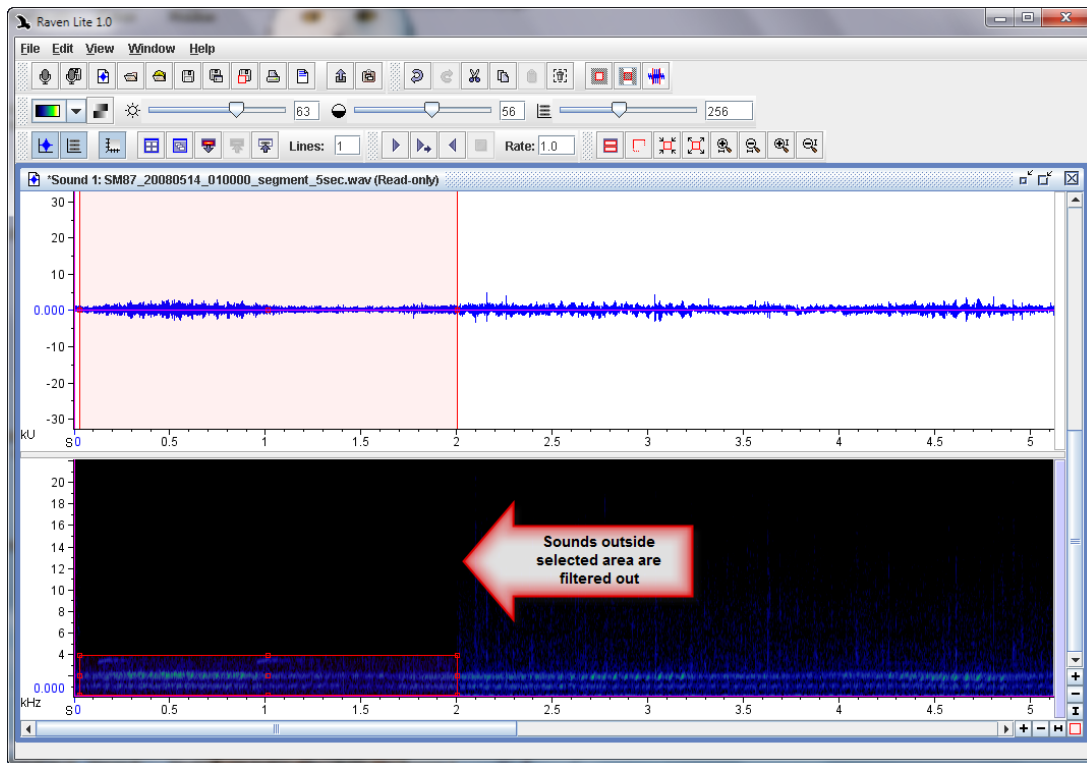 Raven Lite 1.0
File Edit View Window Help
63 56 256
Lines: 1 Rate: 1.0
*Sound 1: SM87_20080514_010000_segment_5sec.wav (Read-only)
30
20
10
0.000
-10
-20
-30
kU
S 0 0.5 1 1.5 2 2.5 3 3.5 4 4.5 5
20
18
16
14
12
10
8
6
4
0.000
kHz
S 0 0.5 1 1.5 2 2.5 3 3.5 4 4.5 5
Sounds outside
selected area are
filtered out